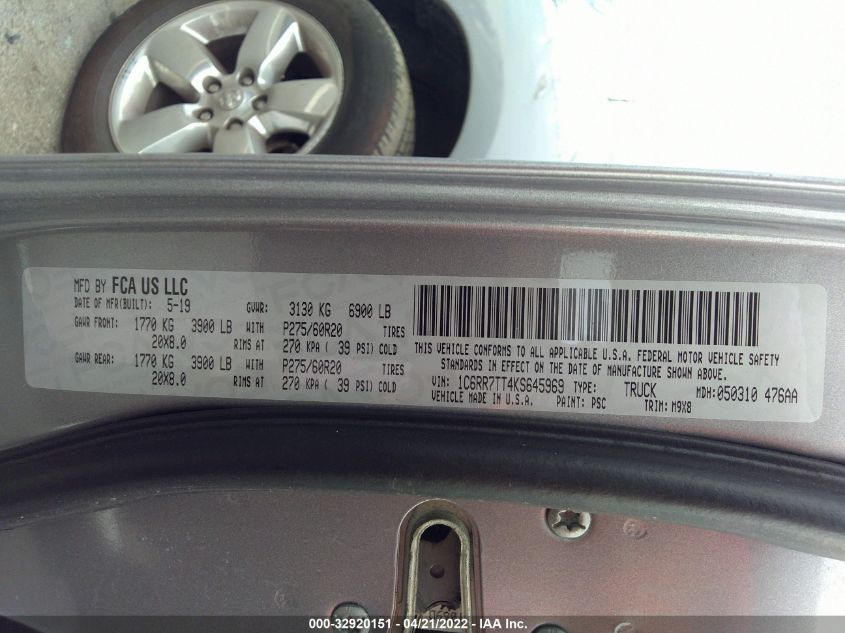 MFD BY FCA US LLC
DATE OF MFR(BUILT): 5-19 GVWR: 3130 KG 6900 LB
GAWR FRONT: 1770 KG 3900 LB WITH P275/60R20 TIRES
20X8.0 RIMS AT 270 KPA ( 39 PSI) COLD
GAWR REAR: 1770 KG 3900 LB WITH P275/60R20 TIRES
20X8.0 RIMS AT 270 KPA ( 39 PSI) COLD
THIS VEHICLE CONFORMS TO ALL APPLICABLE U.S.A. FEDERAL MOTOR VEHICLE SAFETY
STANDARDS IN EFFECT ON THE DATE OF MANUFACTURE SHOWN ABOVE.
VIN: 1C6RR7TT4KS645969 TYPE: TRUCK MDH:050310 476AA
VEHICLE MADE IN U.S.A. PAINT: PSC TRIM: M9X8
000-32920151 - 04/21/2022 - IAA Inc.